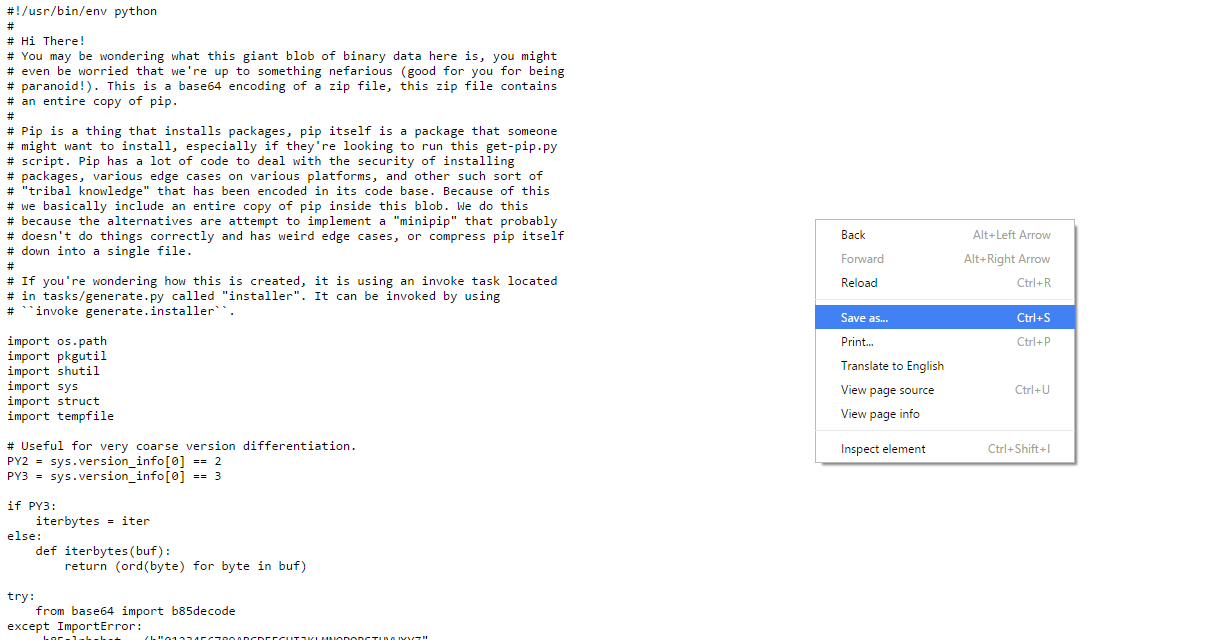 #!/usr/bin/env python
#
# Hi There!
# You may be wondering what this giant blob of binary data here is, you might
# even be worried that we're up to something nefarious (good for you for being
# paranoid!). This is a base64 encoding of a zip file, this zip file contains
# an entire copy of pip.
#
# Pip is a thing that installs packages, pip itself is a package that someone
# might want to install, especially if they're looking to run this get-pip.py
# script. Pip has a lot of code to deal with the security of installing
# packages, various edge cases on various platforms, and other such sort of
# "tribal knowledge" that has been encoded in its code base. Because of this
# we basically include an entire copy of pip inside this blob. We do this
# because the alternatives are attempt to implement a "minipip" that probably
# doesn't do things correctly and has weird edge cases, or compress pip itself
# down into a single file.
#
# If you're wondering how this is created, it is using an invoke task located
# in tasks/generate.py called "installer". It can be invoked by using
# ``invoke generate.installer``.
import os.path
import pkgutil
import shutil
import sys
import struct
import tempfile
# Useful for very coarse version differentiation.
PY2 = sys.version_info[0] == 2
PY3 = sys.version_info[0] == 3
if PY3:
    iterbytes = iter
else:
    def iterbytes(buf):
        return (ord(byte) for byte in buf)
try:
    from base64 import b85decode
except ImportError:
Back Alt+Left Arrow
Forward Alt+Right Arrow
Reload Ctrl+R
Save as... Ctrl+S
Print... Ctrl+P
Translate to English
View page source Ctrl+U
View page info
Inspect element Ctrl+Shift+I